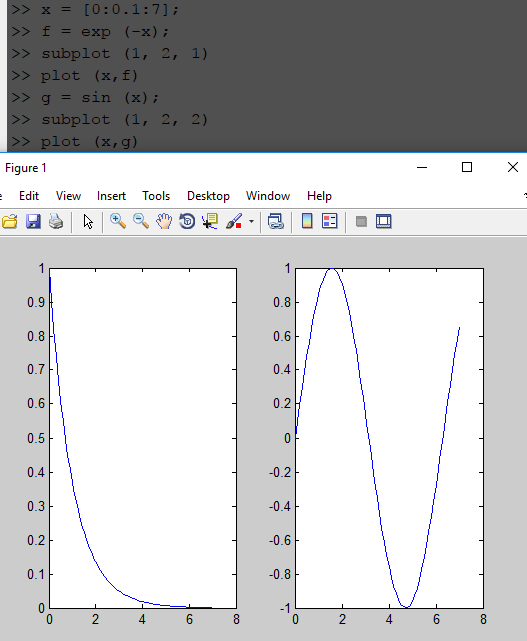 >> x = [0:0.1:7];
>> f = exp (-x);
>> subplot (1, 2, 1)
>> plot (x,f)
>> g = sin (x);
>> subplot (1, 2, 2)
>> plot (x,g)
Figure 1
Edit View Insert Tools Desktop Window Help
1
0.9
0.8
0.7
0.6
0.5
0.4
0.3
0.2
0.1
0
0 2 4 6 8
1
0.8
0.6
0.4
0.2
0
-0.2
-0.4
-0.6
-0.8
-1
0 2 4 6 8